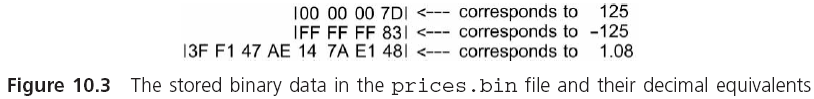 |00 00 00 7D| <--- corresponds to 125
|FF FF FF 83| <--- corresponds to -125
|3F F1 47 AE 14 7A E1 48| <--- corresponds to 1.08
Figure 10.3 The stored binary data in the prices.bin file and their decimal equivalents